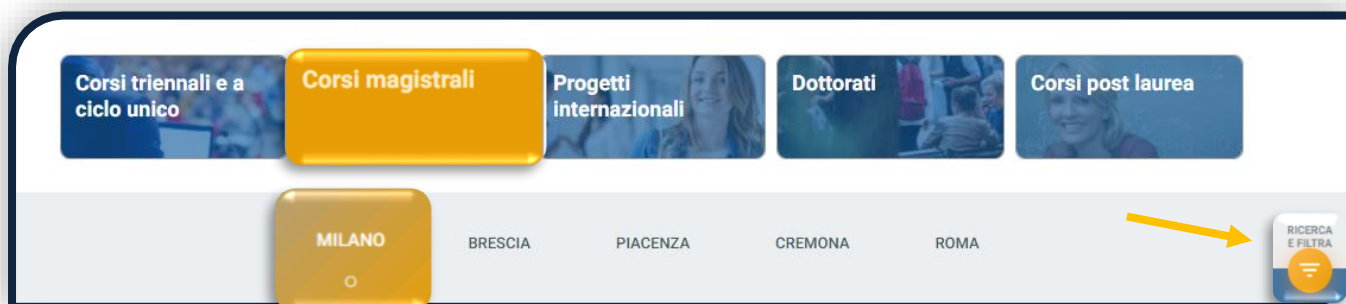 Corsi triennali e a
ciclo unico
Corsi magistrali
Progetti
internazionali
Dottorati
Corsi post laurea
MILANO
BRESCIA
PIACENZA
CREMONA
ROMA
RICERCA
E FILTRA